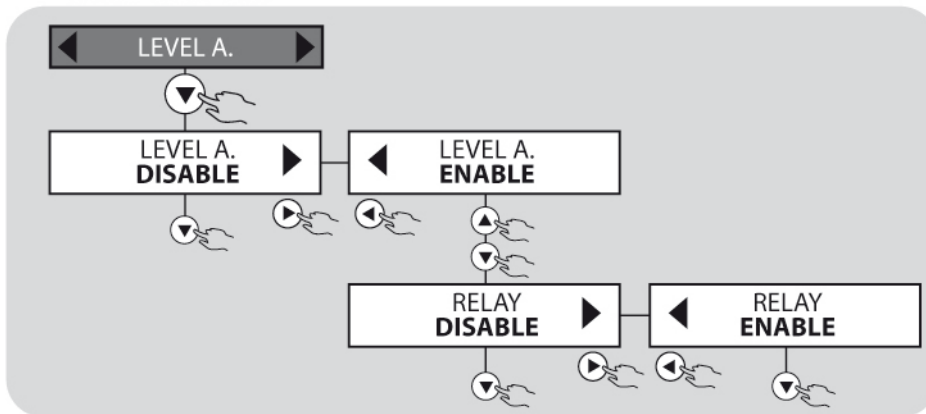 LEVEL A.
LEVEL A.
DISABLE
LEVEL A.
ENABLE
RELAY
DISABLE
RELAY
ENABLE